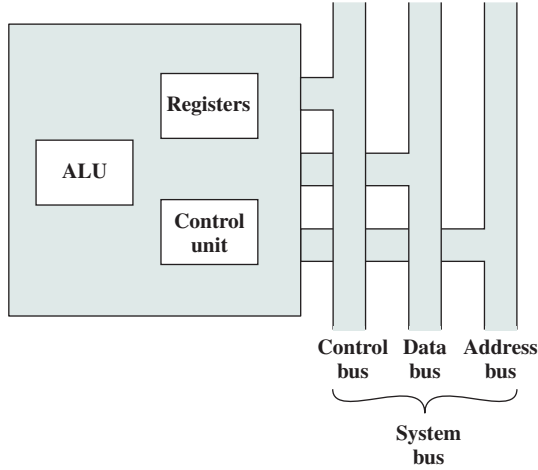 Registers
ALU
Control
unit
Control
bus
Data
bus
Address
bus
System
bus